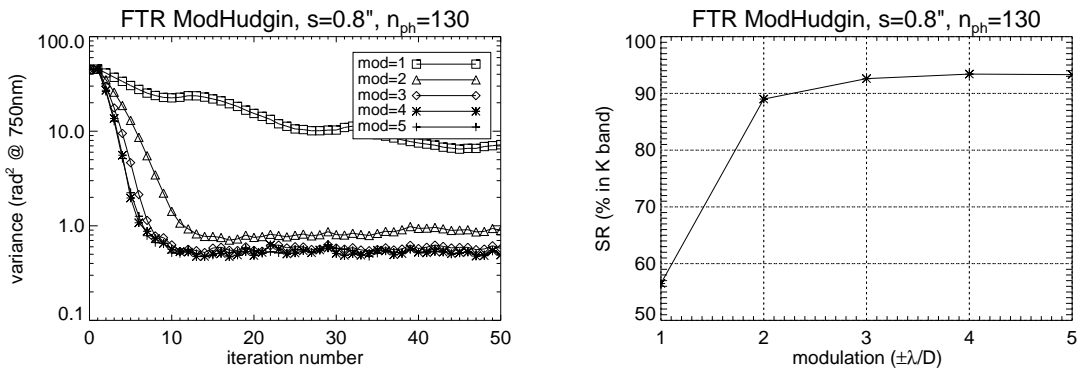 FTR ModHudgin, s=0.8", nph=130
variance (rad² @ 750nm)
100.0
10.0
1.0
0.1
mod=1
mod=2
mod=3
mod=4
mod=5
0 10 20 30 40 50
iteration number
FTR ModHudgin, s=0.8", nph=130
SR (% in K band)
100
90
80
70
60
50
1 2 3 4 5
modulation (±λ/D)